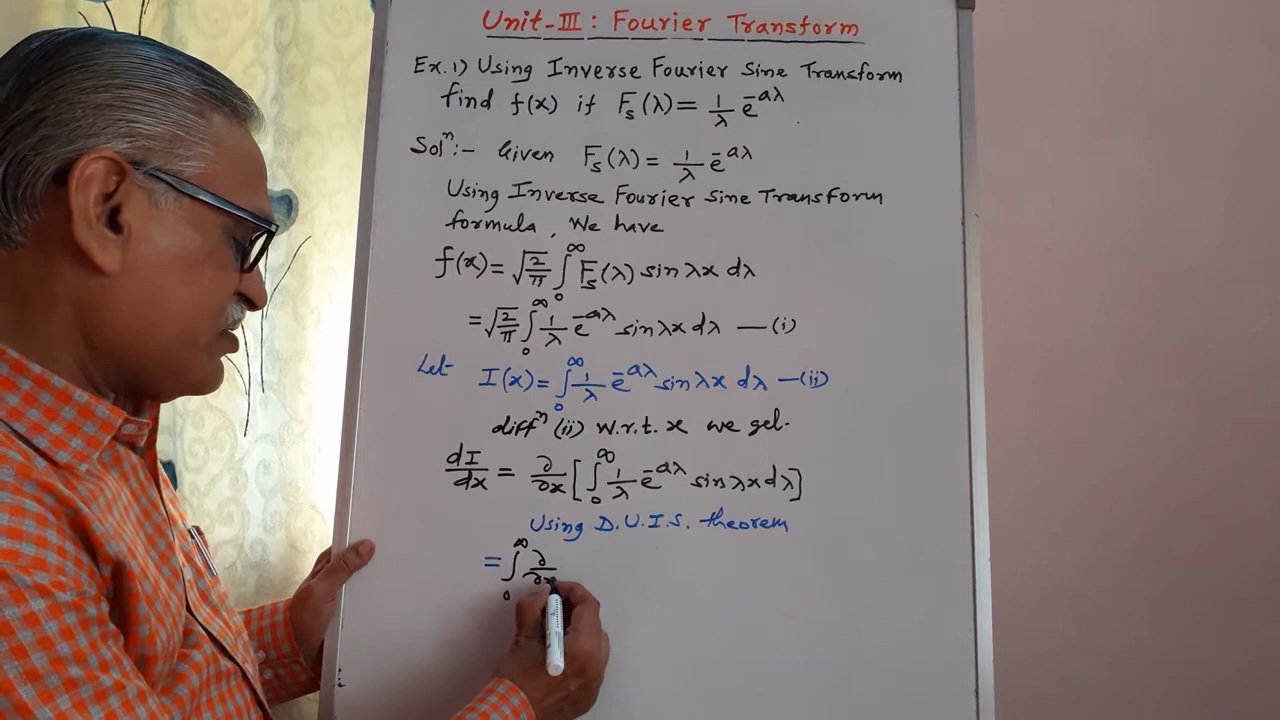 Unit-III : Fourier Transform
Ex. 1) Using Inverse Fourier Sine Transform
find f(x) if Fₛ(λ) = 1/λ e^-aλ
Solⁿ:- Given Fₛ(λ) = 1/λ e^-aλ
Using Inverse Fourier Sine Transform
formula, We have
f(x) = √(2/π) ∫₀^∞ Fₛ(λ) sin λx dλ
= √(2/π) ∫₀^∞ 1/λ e^-aλ sin λx dλ —(i)
Let I(x) = ∫₀^∞ 1/λ e^-aλ sin λx dλ —(ii)
diffⁿ (ii) w.r.t. x we get
dI/dx = ∂/∂x [∫₀^∞ 1/λ e^-aλ sin λx dλ]
Using D.U.I.S. theorem
= ∫₀^∞ ∂/∂x